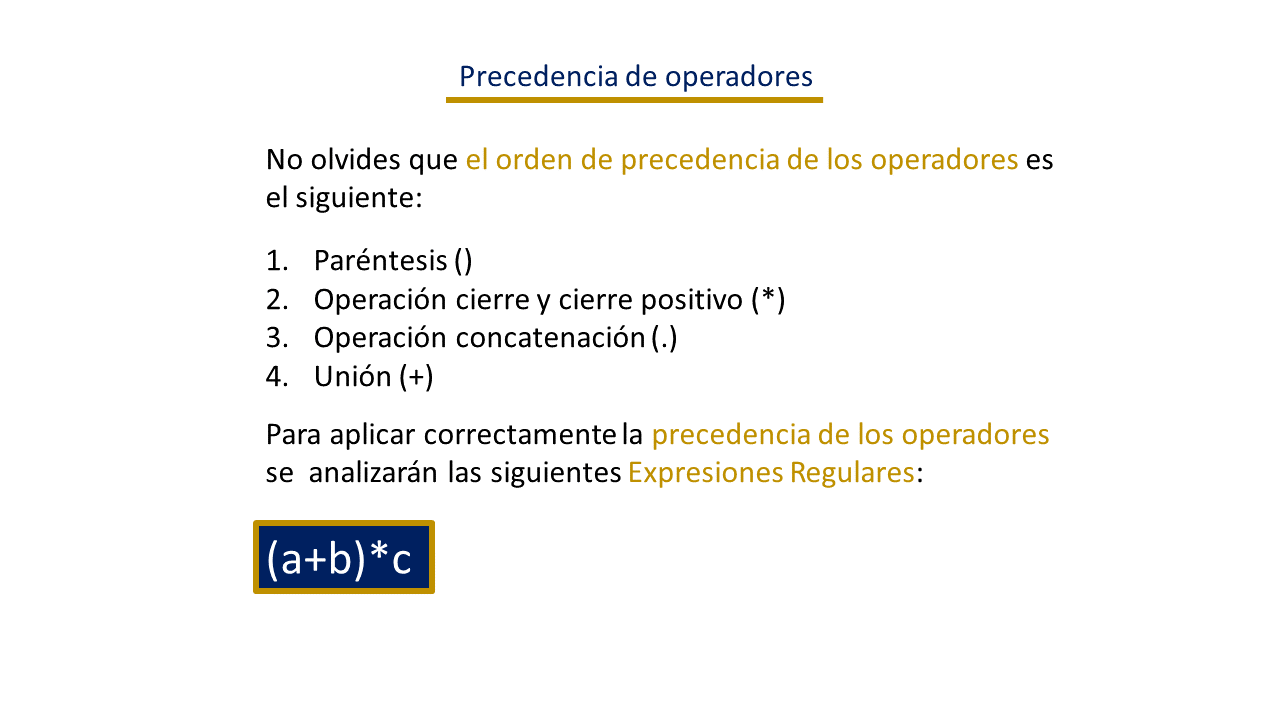 Precedencia de operadores
No olvides que el orden de precedencia de los operadores es
el siguiente:
1. Paréntesis ()
2. Operación cierre y cierre positivo (*)
3. Operación concatenación (.)
4. Unión (+)
Para aplicar correctamente la precedencia de los operadores
se analizarán las siguientes Expresiones Regulares:
(a+b)*c